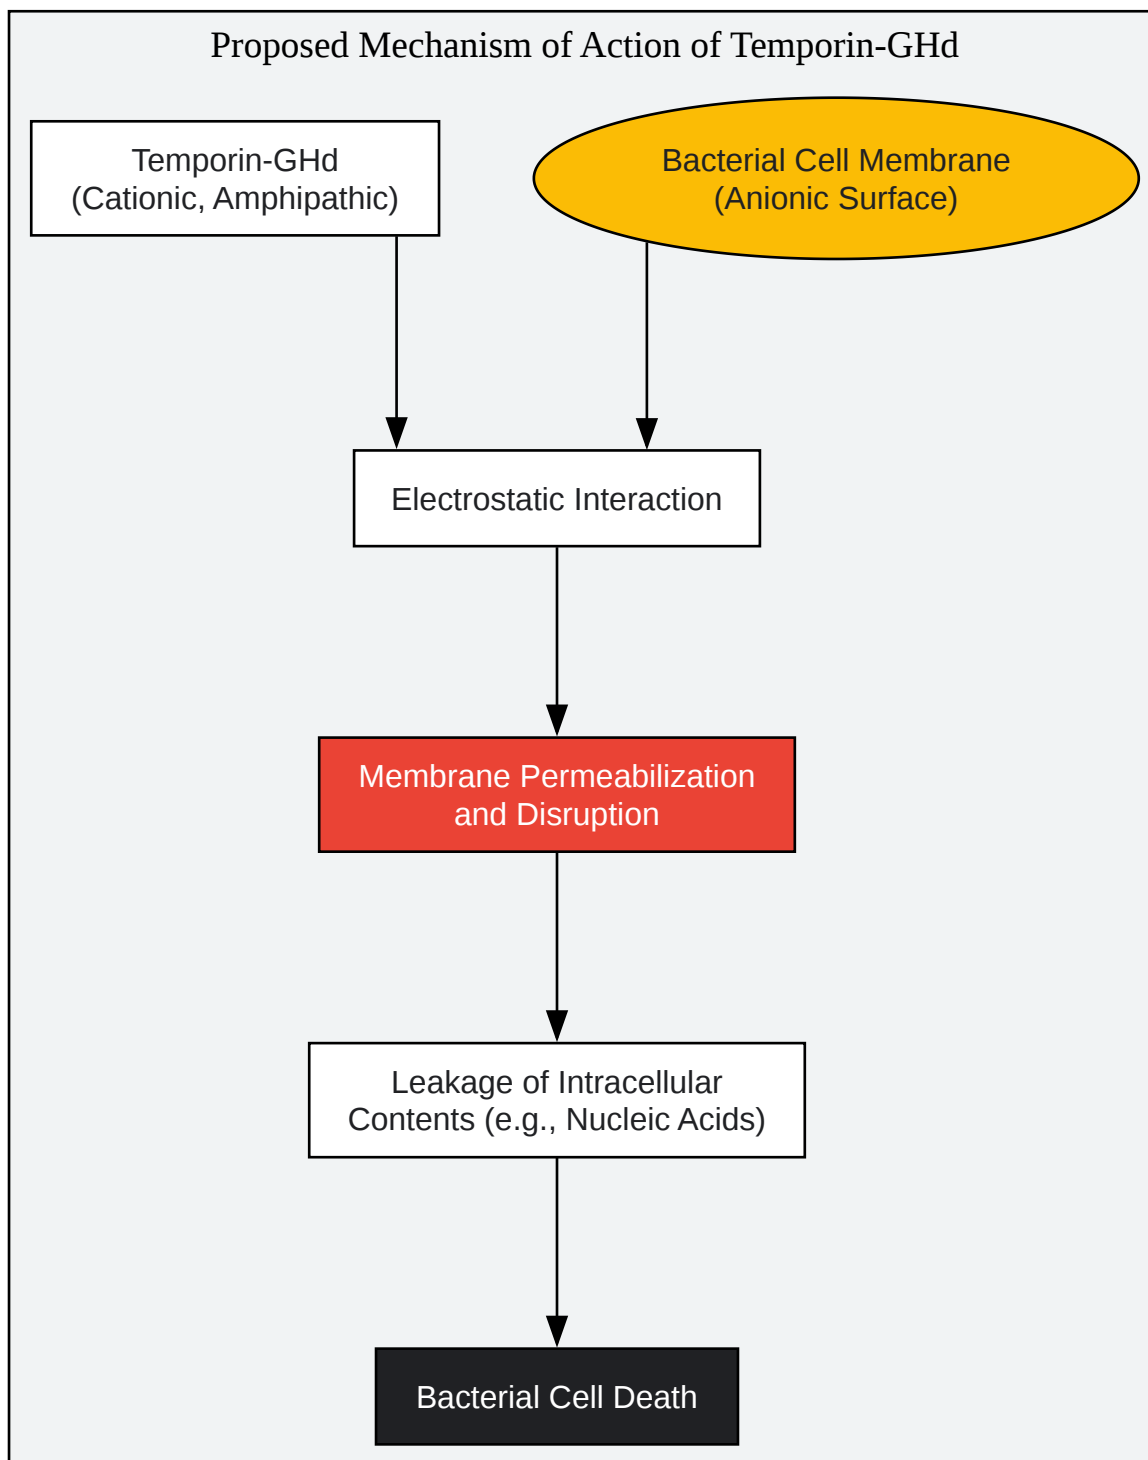 Proposed Mechanism of Action of Temporin-GHd
Temporin-GHd
(Cationic, Amphipathic)
Bacterial Cell Membrane
(Anionic Surface)
Electrostatic Interaction
Membrane Permeabilization
and Disruption
Leakage of Intracellular
Contents (e.g., Nucleic Acids)
Bacterial Cell Death